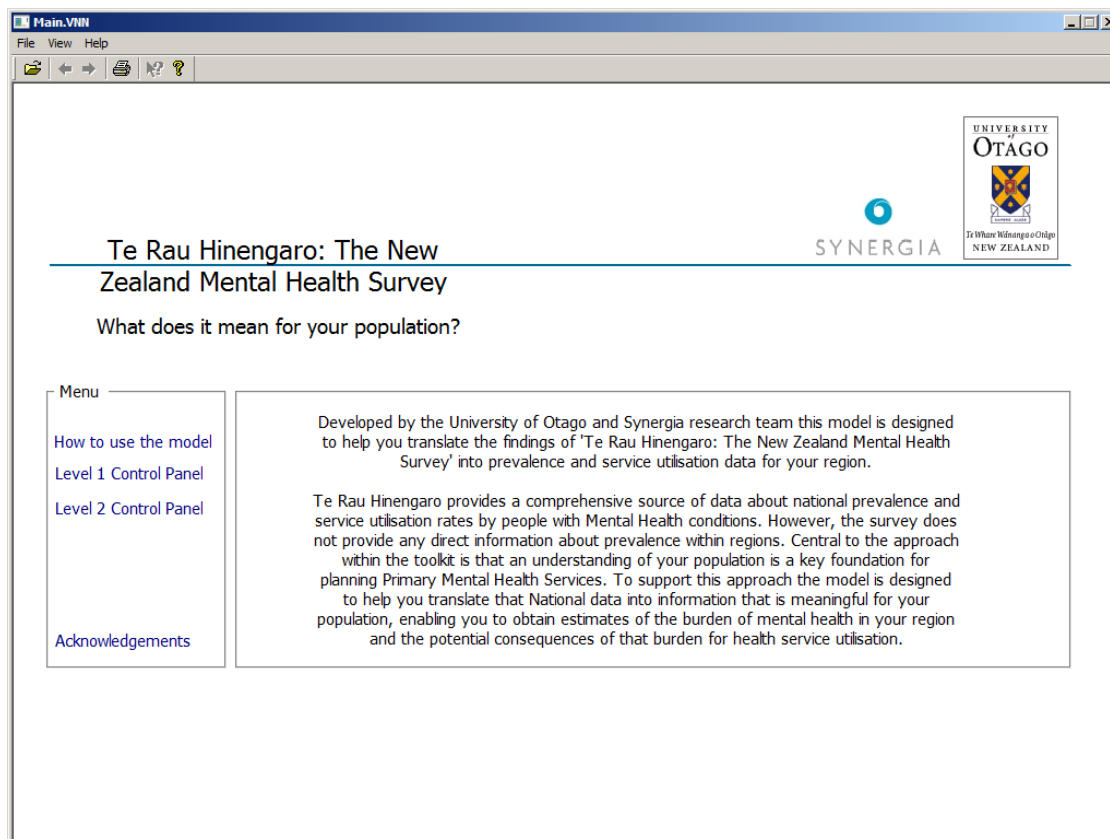 Main.VNN
File View Help
UNIVERSITY
of
OTAGO
SAPERE AUDE
Te Whare Wānanga o Otāgo
NEW ZEALAND
SYNERGIA
Te Rau Hinengaro: The New
Zealand Mental Health Survey
What does it mean for your population?
Menu
How to use the model
Level 1 Control Panel
Level 2 Control Panel
Acknowledgements
Developed by the University of Otago and Synergia research team this model is designed
to help you translate the findings of 'Te Rau Hinengaro: The New Zealand Mental Health
Survey' into prevalence and service utilisation data for your region.
Te Rau Hinengaro provides a comprehensive source of data about national prevalence and
service utilisation rates by people with Mental Health conditions. However, the survey does
not provide any direct information about prevalence within regions. Central to the approach
within the toolkit is that an understanding of your population is a key foundation for
planning Primary Mental Health Services. To support this approach the model is designed
to help you translate that National data into information that is meaningful for your
population, enabling you to obtain estimates of the burden of mental health in your region
and the potential consequences of that burden for health service utilisation.